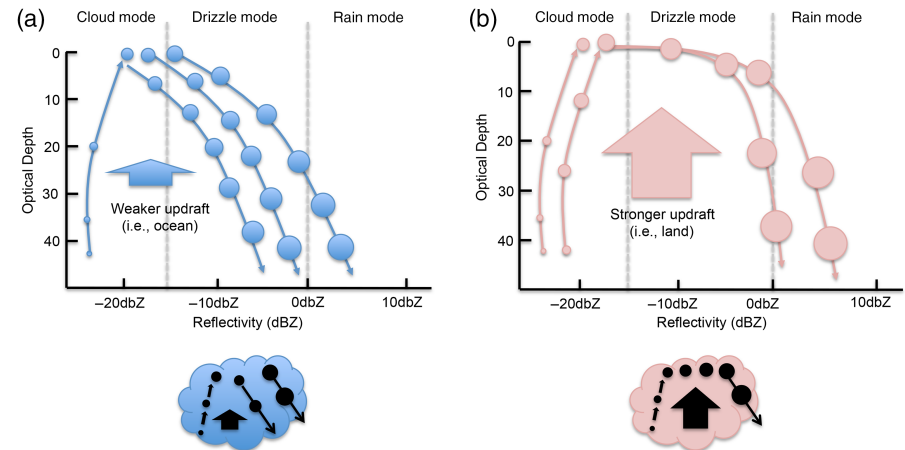 (a)
Cloud mode Drizzle mode Rain mode
0
10
20
30
40
Optical Depth
Weaker updraft
(i.e., ocean)
–20dbZ –10dbZ 0dbZ 10dbZ
Reflectivity (dBZ)
(b)
Cloud mode Drizzle mode Rain mode
0
10
20
30
40
Optical Depth
Stronger updraft
(i.e., land)
–20dbZ –10dbZ 0dbZ 10dbZ
Reflectivity (dBZ)